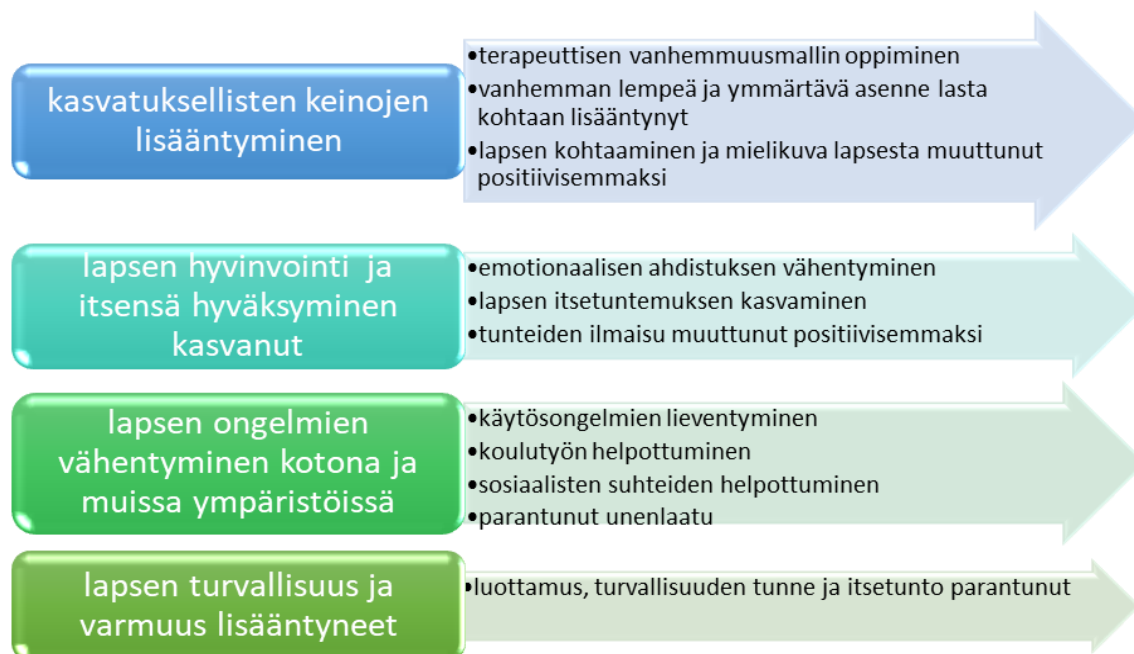 kasvatuksellisten keinojen
lisääntyminen
•terapeuttisen vanhemmuusmallin oppiminen
•vanhemman lempeä ja ymmärtävä asenne lasta
kohtaan lisääntynyt
•lapsen kohtaaminen ja mielikuva lapsesta muuttunut
positiivisemmaksi
lapsen hyvinvointi ja
itsensä hyväksyminen
kasvanut
•emotionaalisen ahdistuksen vähentyminen
•lapsen itsetuntemuksen kasvaminen
•tunteiden ilmaisu muuttunut positiivisemmaksi
lapsen ongelmien
vähentyminen kotona ja
muissa ympäristöissä
•käytösongelmien lieventyminen
•koulutyön helpottuminen
•sosiaalisten suhteiden helpottuminen
•parantunut unenlaatu
lapsen turvallisuus ja
varmuus lisääntyneet
•luottamus, turvallisuuden tunne ja itsetunto parantunut